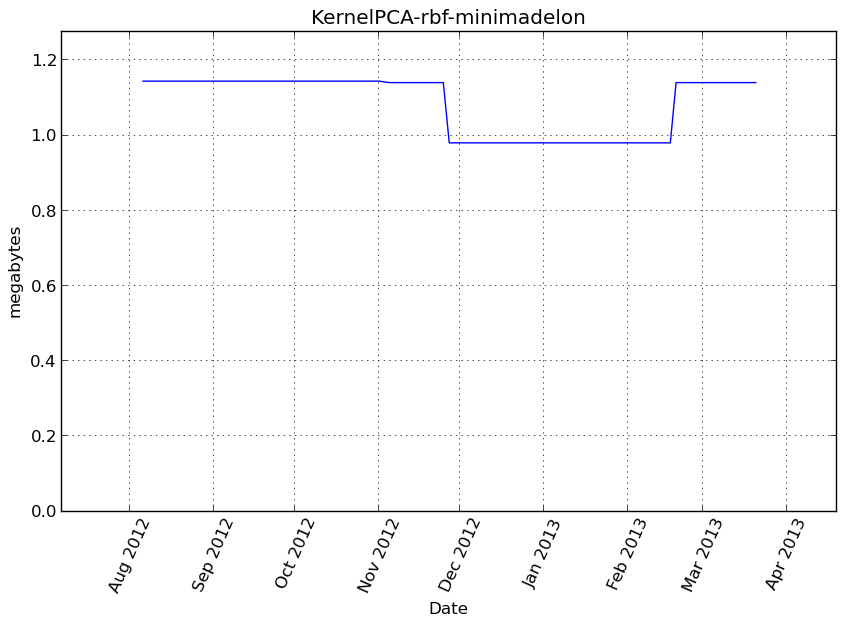 KernelPCA-rbf-minimadelon
1.2
1.0
0.8
0.6
0.4
0.2
0.0
megabytes
Aug 2012
Sep 2012
Oct 2012
Nov 2012
Dec 2012
Jan 2013
Feb 2013
Mar 2013
Apr 2013
Date